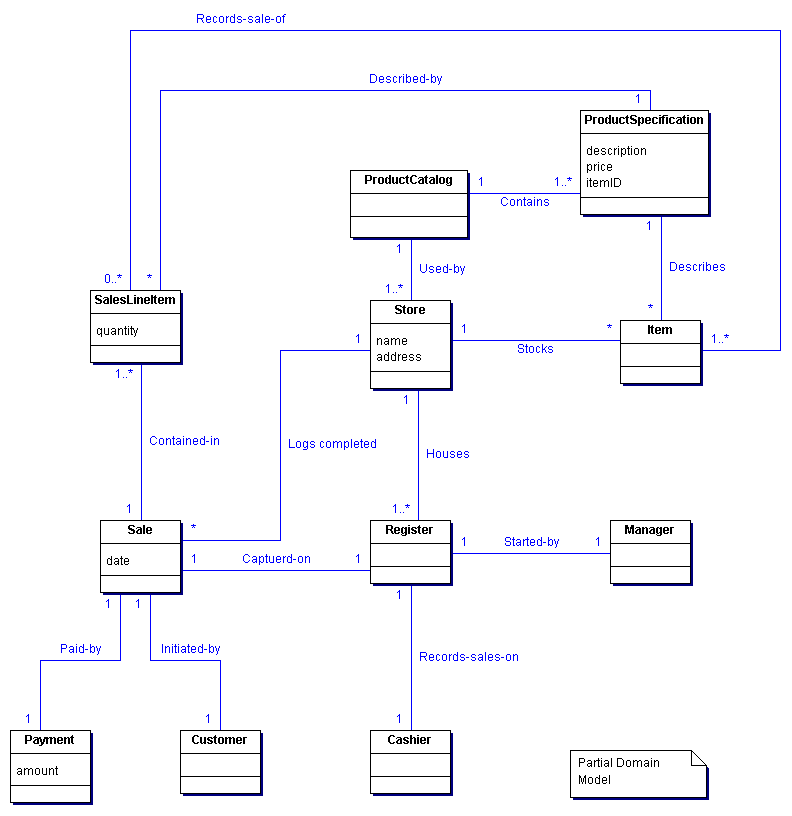 Records-sale-of
Described-by
1
ProductSpecification
description
price
itemID
ProductCatalog
1
1..*
Contains
1
1
Used-by
Describes
0..*
*
1..*
*
SalesLineItem
quantity
Store
name
address
1
1
*
Stocks
Item
1..*
1..*
1
Contained-in
Logs completed
Houses
1
1..*
Sale
date
*
1
Captuerd-on
1
Register
1
Started-by
1
Manager
1
1
1
Paid-by
Initiated-by
Records-sales-on
1
1
1
Payment
amount
Customer
Cashier
Partial Domain
Model